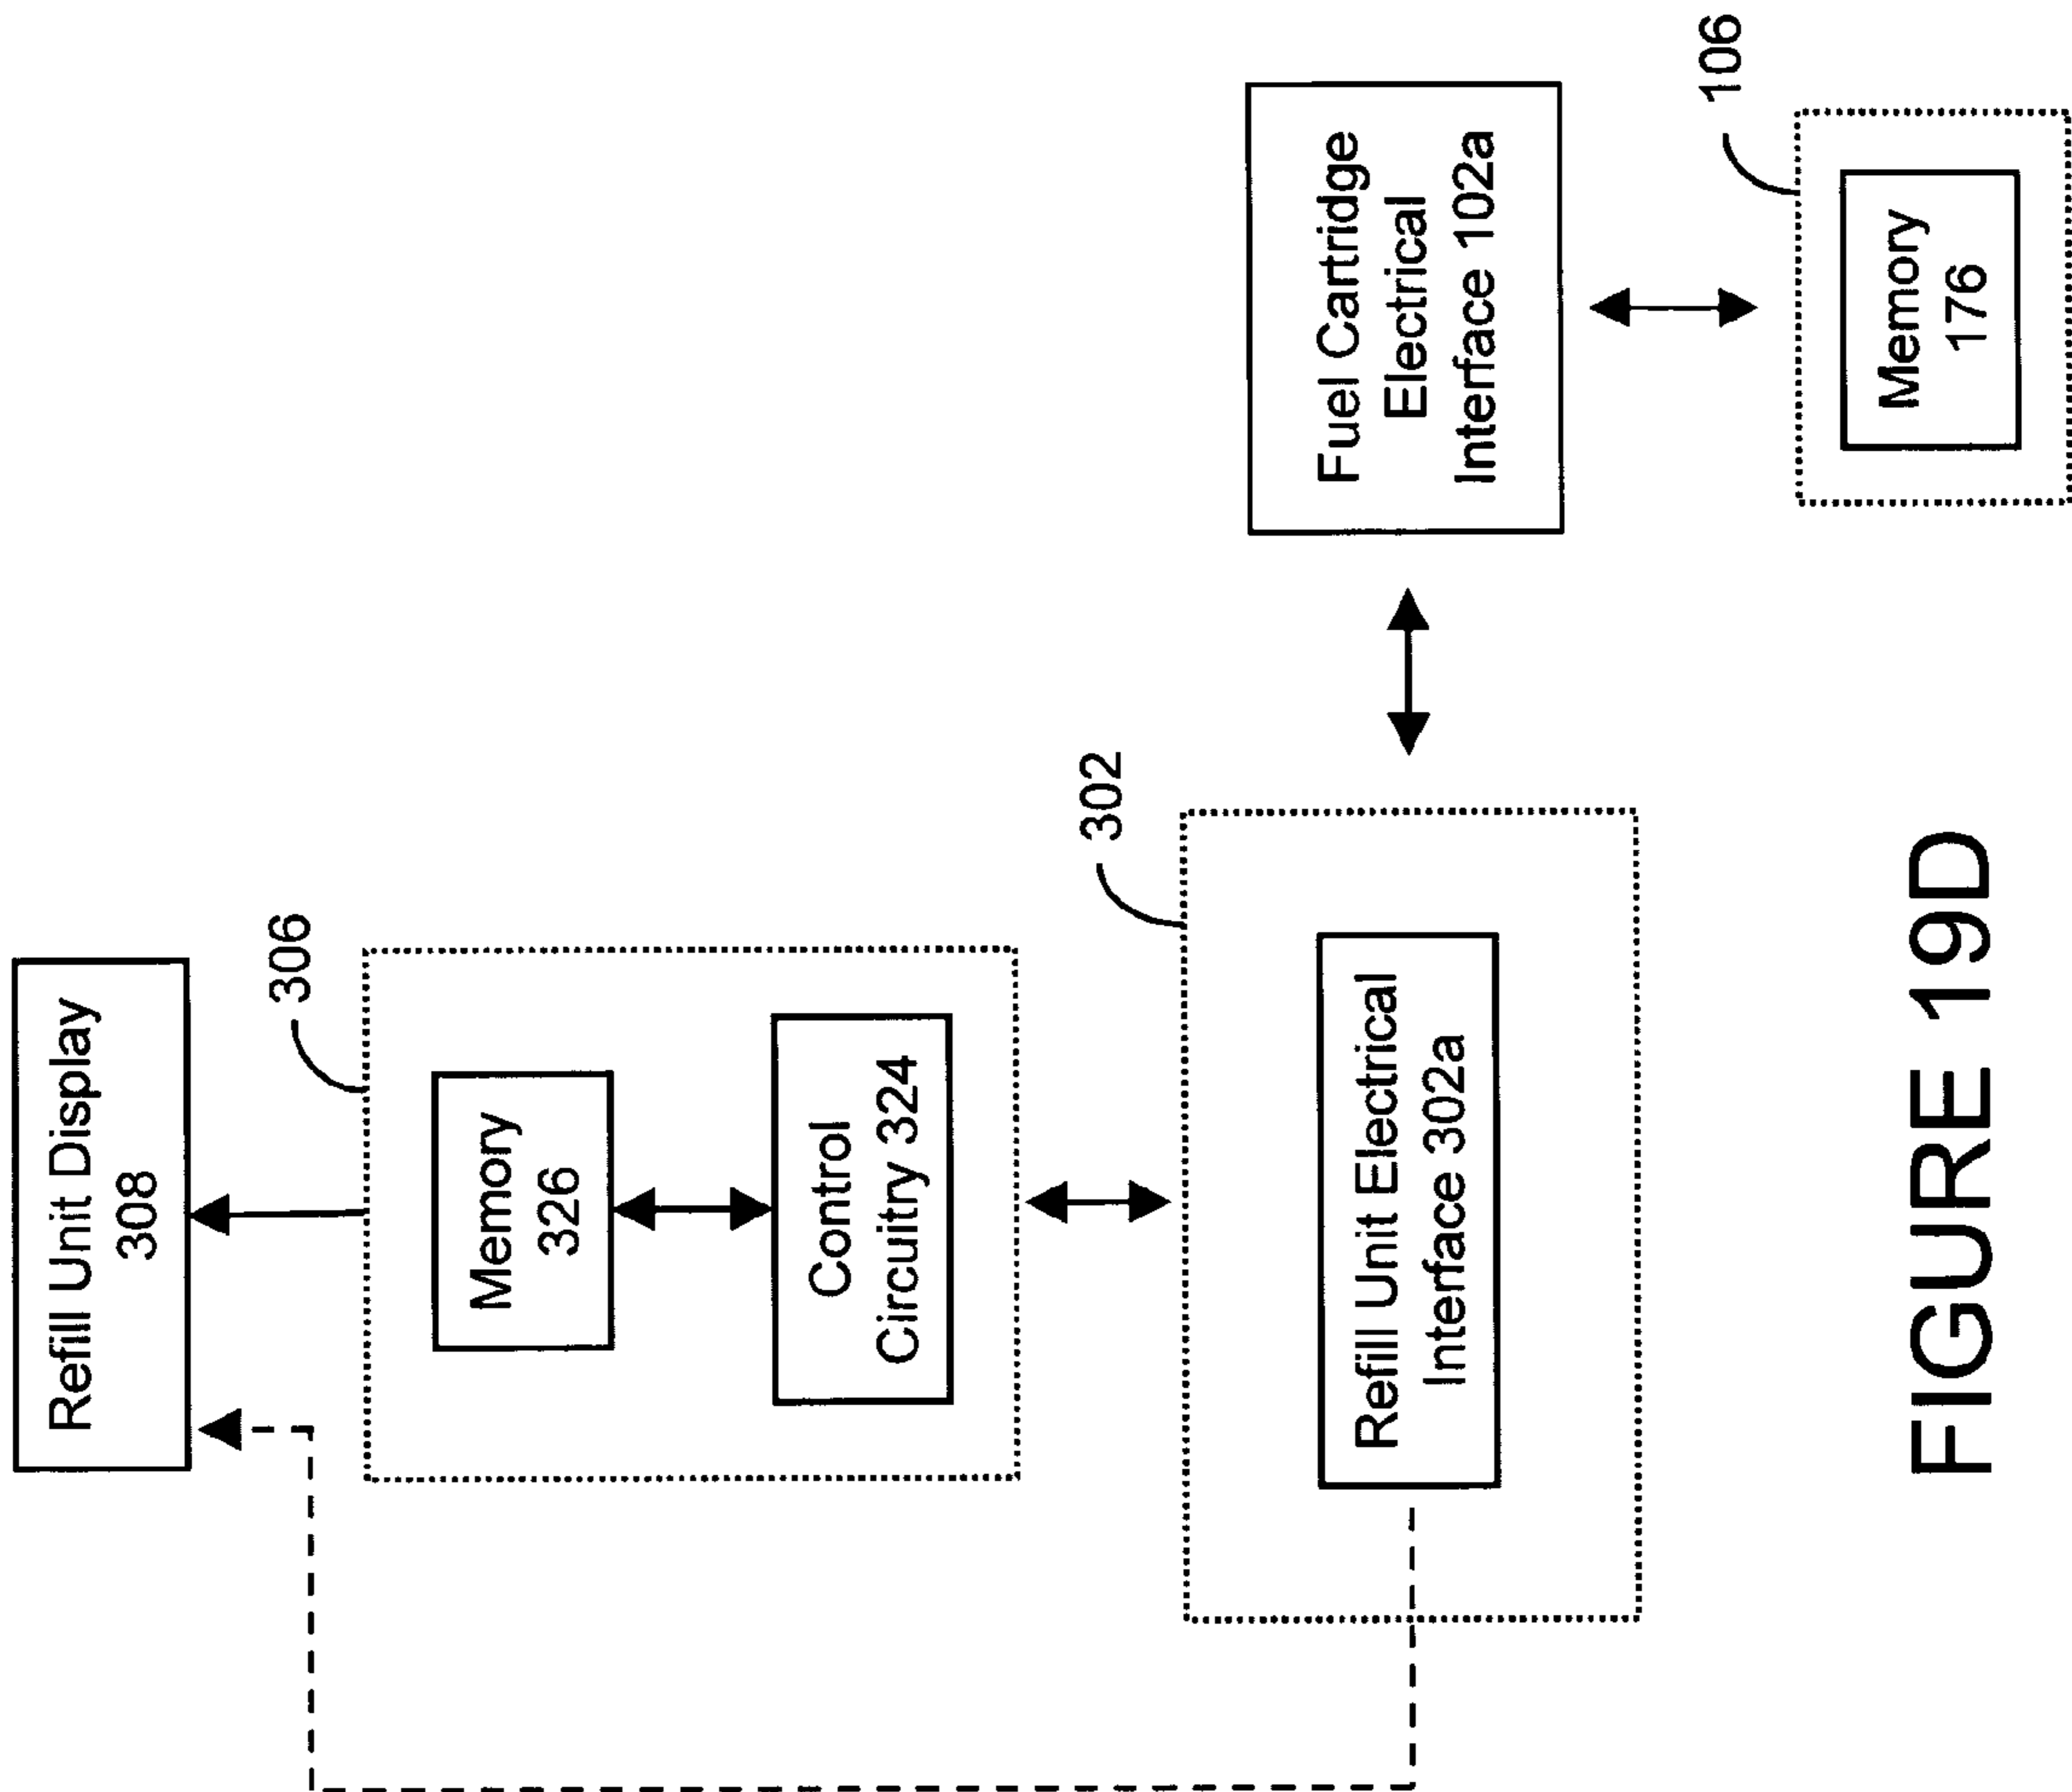 Refill Unit Display
308
306
Memory
326
Control
Circuitry 324
302
Refill Unit Electrical
Interface 302a
Fuel Cartridge
Electrical
Interface 102a
106
Memory
176
FIGURE 19D